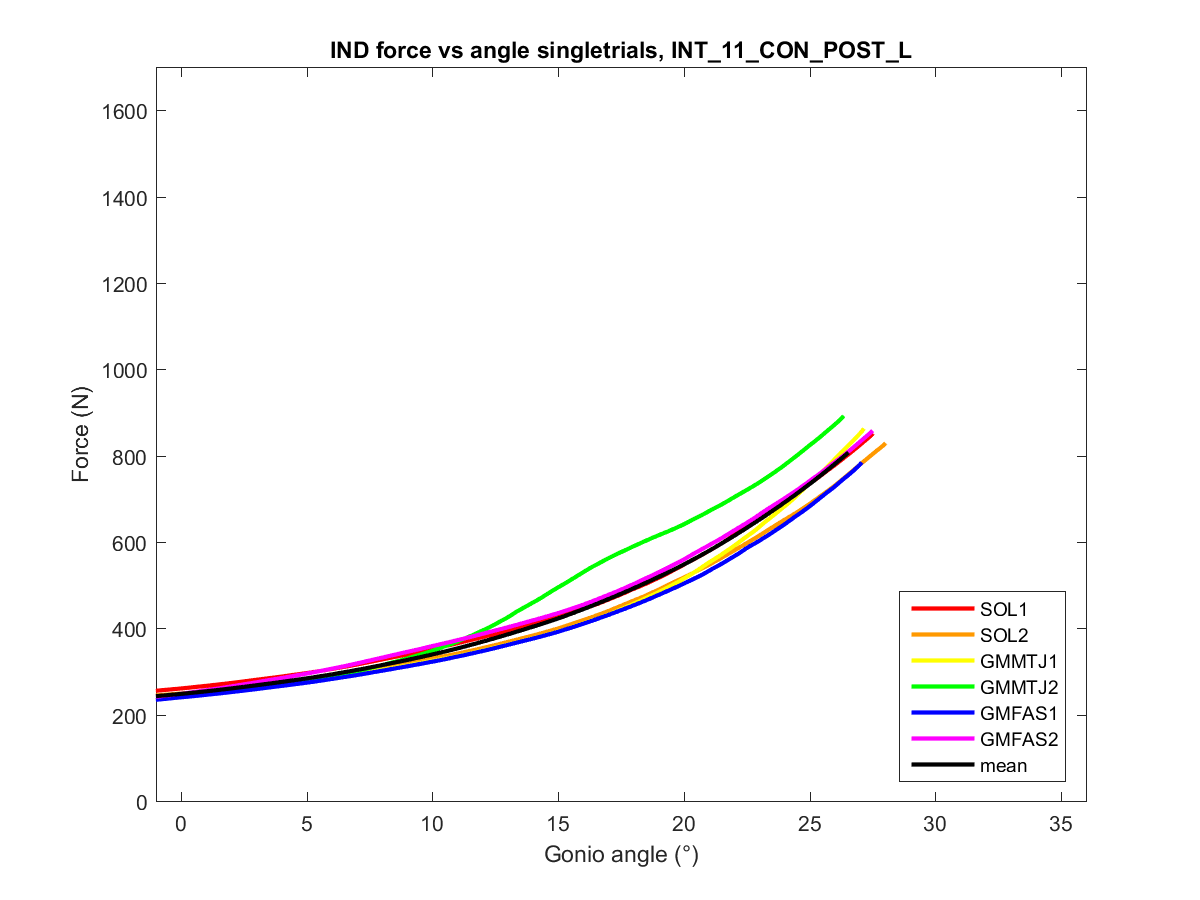 IND force vs angle singletrials, INT_11_CON_POST_L
1600
1400
1200
1000
800
600
400
200
0
Force (N)
0 5 10 15 20 25 30 35
Gonio angle (°)
SOL1
SOL2
GMMTJ1
GMMTJ2
GMFAS1
GMFAS2
mean